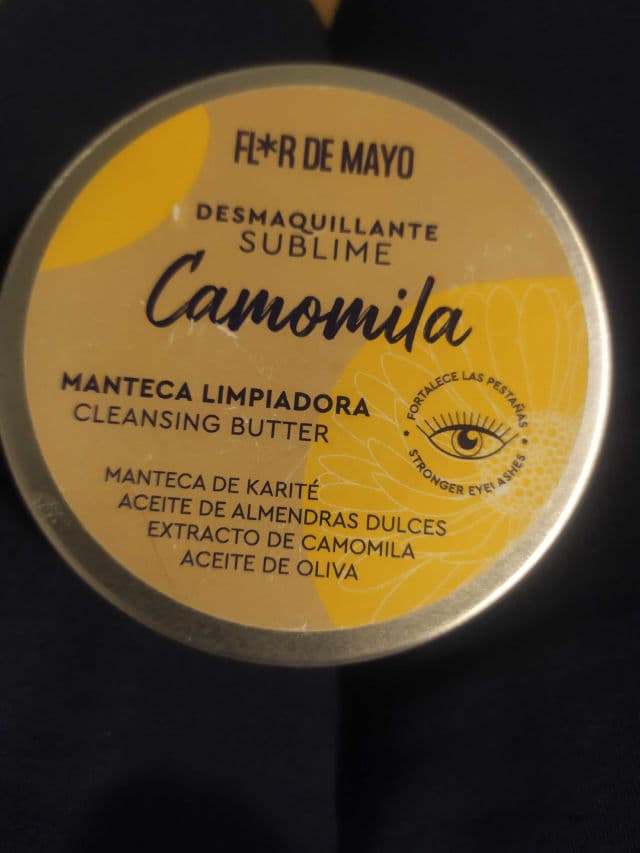 FL*R DE MAYO
DESMAQUILLANTE
SUBLIME
Camomila
MANTECA LIMPIADORA
CLEANSING BUTTER
• FORTALECE LAS PESTAÑAS •
STRONGER EYELASHES
MANTECA DE KARITÉ
ACEITE DE ALMENDRAS DULCES
EXTRACTO DE CAMOMILA
ACEITE DE OLIVA